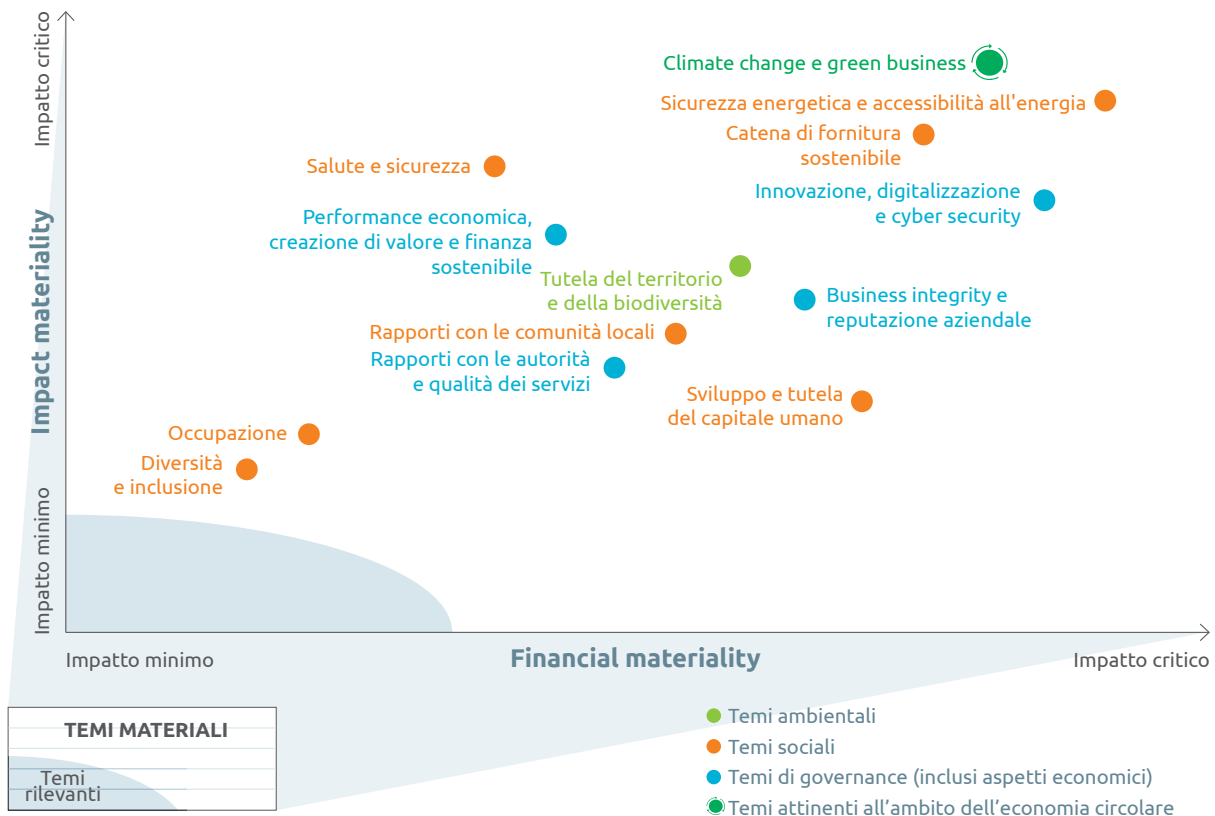 Impatto critico
Impact materiality
Impatto minimo
Climate change e green business
Sicurezza energetica e accessibilità all'energia
Catena di fornitura
sostenibile
Salute e sicurezza
Innovazione, digitalizzazione
e cyber security
Performance economica,
creazione di valore e finanza
sostenibile
Tutela del territorio
e della biodiversità
Business integrity e
reputazione aziendale
Rapporti con le comunità locali
Rapporti con le autorità
e qualità dei servizi
Sviluppo e tutela
del capitale umano
Occupazione
Diversità
e inclusione
Impatto minimo
Financial materiality
Impatto critico
TEMI MATERIALI
Temi
rilevanti
Temi ambientali
Temi sociali
Temi di governance (inclusi aspetti economici)
Temi attinenti all’ambito dell’economia circolare